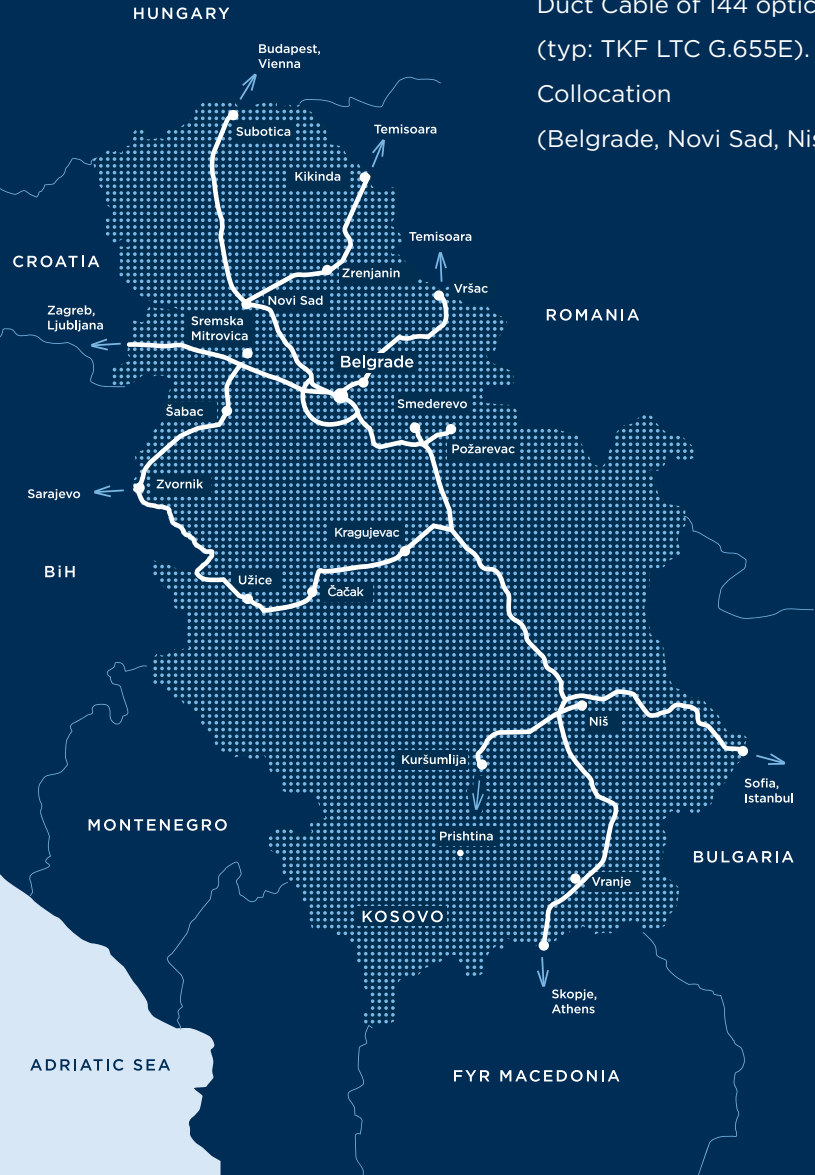 Duct Cable of 144 optic
(typ: TKF LTC G.655E).
Collocation
(Belgrade, Novi Sad, Nis
HUNGARY
Budapest,
Vienna
Subotica
Temisoara
Kikinda
Temisoara
CROATIA
Zrenjanin
Vršac
Novi Sad
Zagreb,
Ljubljana
ROMANIA
Sremska
Mitrovica
Belgrade
Smederevo
Šabac
Požarevac
Zvornik
Sarajevo
Kragujevac
BiH
Užice
Čačak
Niš
Kuršumlija
Sofia,
Istanbul
MONTENEGRO
Prishtina
BULGARIA
Vranje
KOSOVO
Skopje,
Athens
ADRIATIC SEA
FYR MACEDONIA